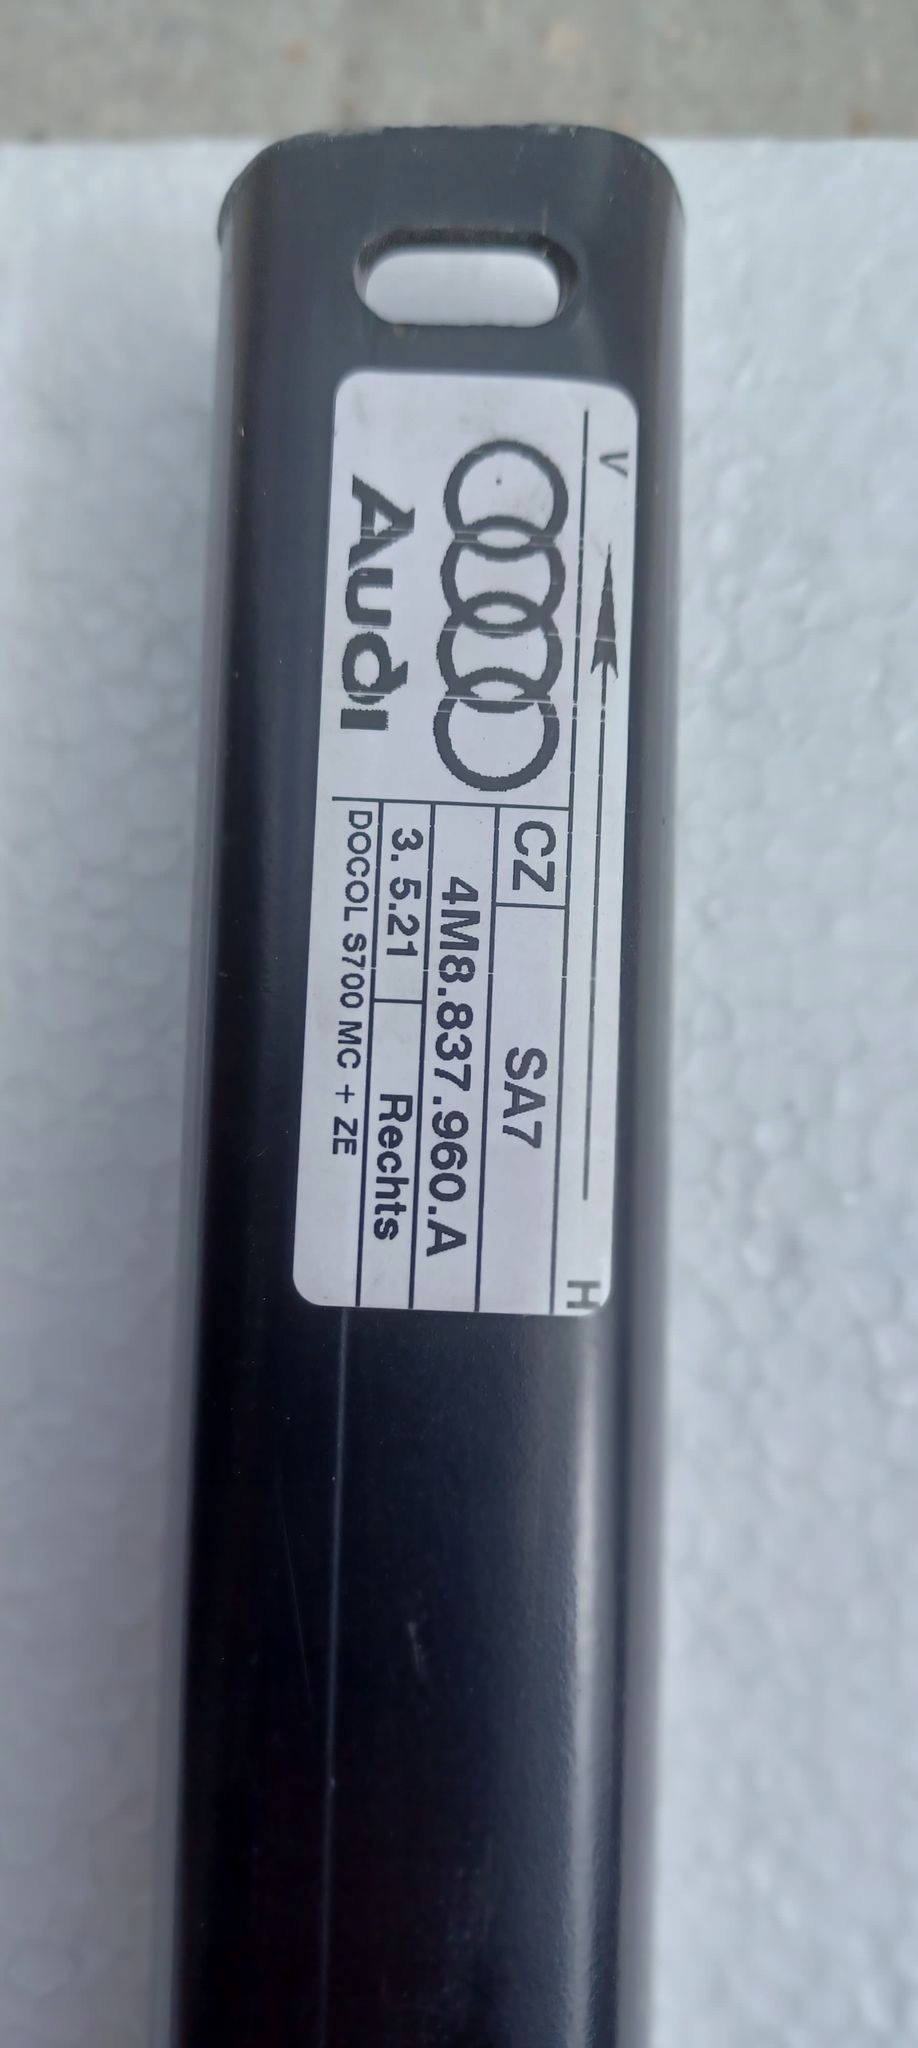 V H
Audi
CZ SA7
4M8.837.960.A
3.5.21 Rechts
DOCOL S700 MC + ZE